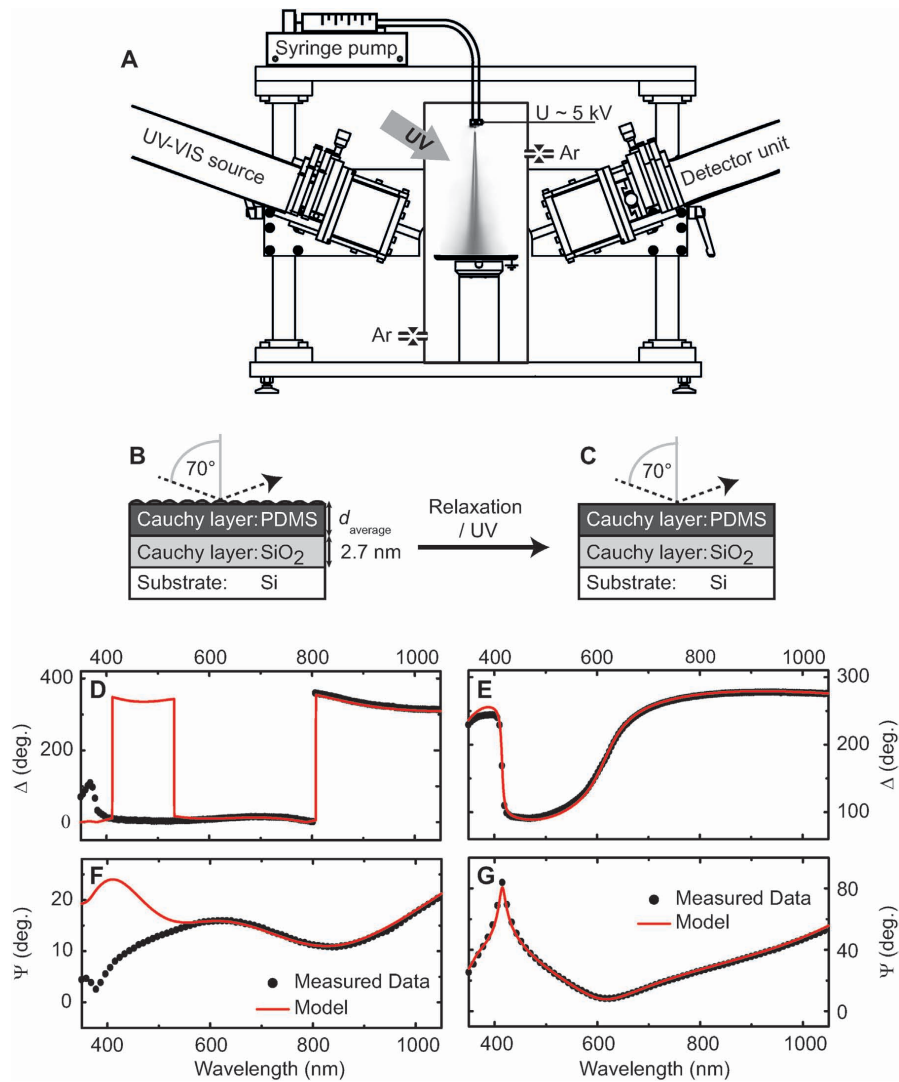 Syringe pump
A
U ~ 5 kV
UV
Ar
UV-VIS source
Detector unit
Ar
B
70°
Cauchy layer: PDMS
Cauchy layer: SiO2
Substrate: Si
d average
2.7 nm
Relaxation
/ UV
C
70°
Cauchy layer: PDMS
Cauchy layer: SiO2
Substrate: Si
400 600 800 1000
D
400
200
0
Δ (deg.)
400 600 800 1000
E
300
200
100
Δ (deg.)
F
20
10
0
Ψ (deg.)
Measured Data
Model
400 600 800 1000
Wavelength (nm)
G
80
40
0
Ψ (deg.)
Measured Data
Model
400 600 800 1000
Wavelength (nm)